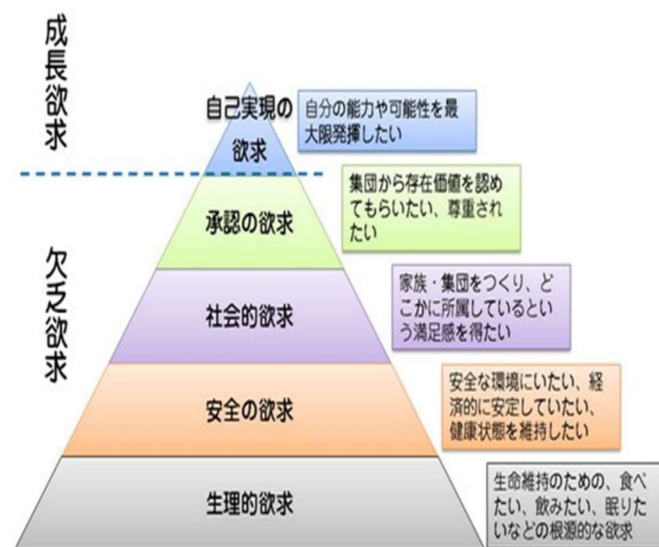 成長欲求
自己実現の
欲求
自分の能力や可能性を最
大限発揮したい
欠乏欲求
承認の欲求
集団から存在価値を認め
てもらいたい、尊重され
たい
社会的欲求
家族・集団をつくり、ど
こかに所属しているとい
う満足感を得たい
安全の欲求
安全な環境にいたい、経
済的に安定していたい、
健康状態を維持したい
生理的欲求
生命維持のための、食べ
たい、飲みたい、眠りた
いなどの根源的な欲求